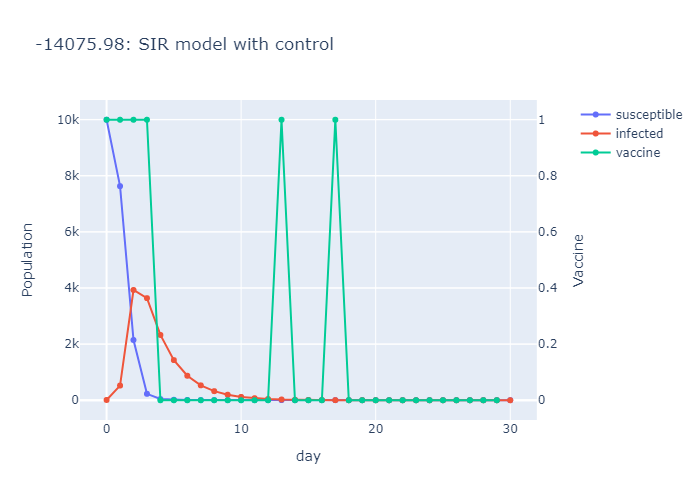 -14075.98: SIR model with control
susceptible
infected
vaccine
10k
8k
6k
4k
2k
0
Population
1
0.8
0.6
0.4
0.2
0
Vaccine
0
10
20
30
day